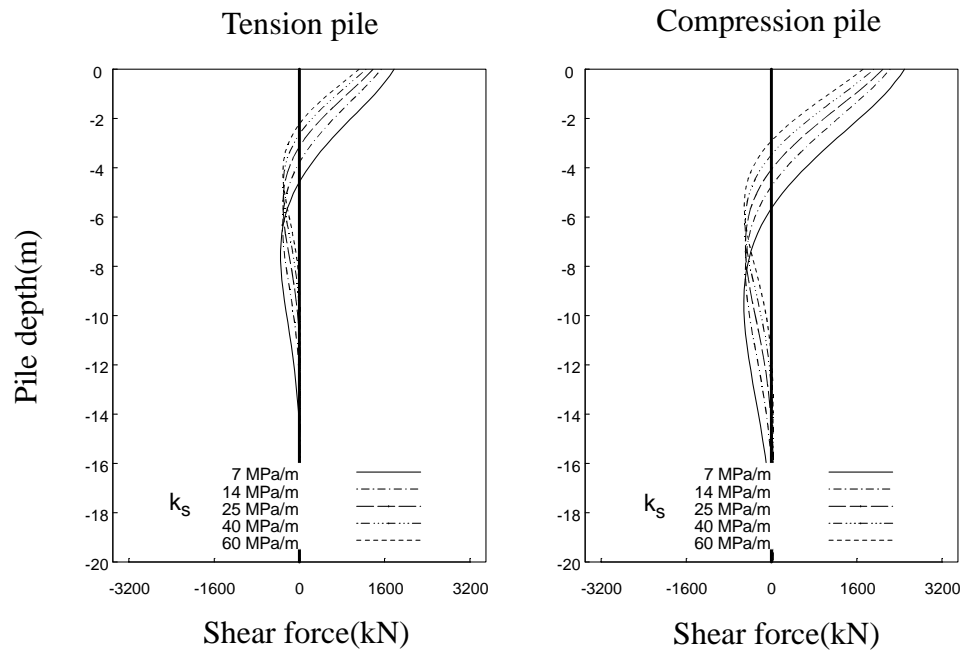 Tension pile
Compression pile
0
-2
-4
-6
-8
-10
-12
-14
-16
-18
-20
0
-2
-4
-6
-8
-10
-12
-14
-16
-18
-20
Pile depth(m)
ks
7 MPa/m
14 MPa/m
25 MPa/m
40 MPa/m
60 MPa/m
ks
7 MPa/m
14 MPa/m
25 MPa/m
40 MPa/m
60 MPa/m
-3200 -1600 0 1600 3200
-3200 -1600 0 1600 3200
Shear force(kN)
Shear force(kN)